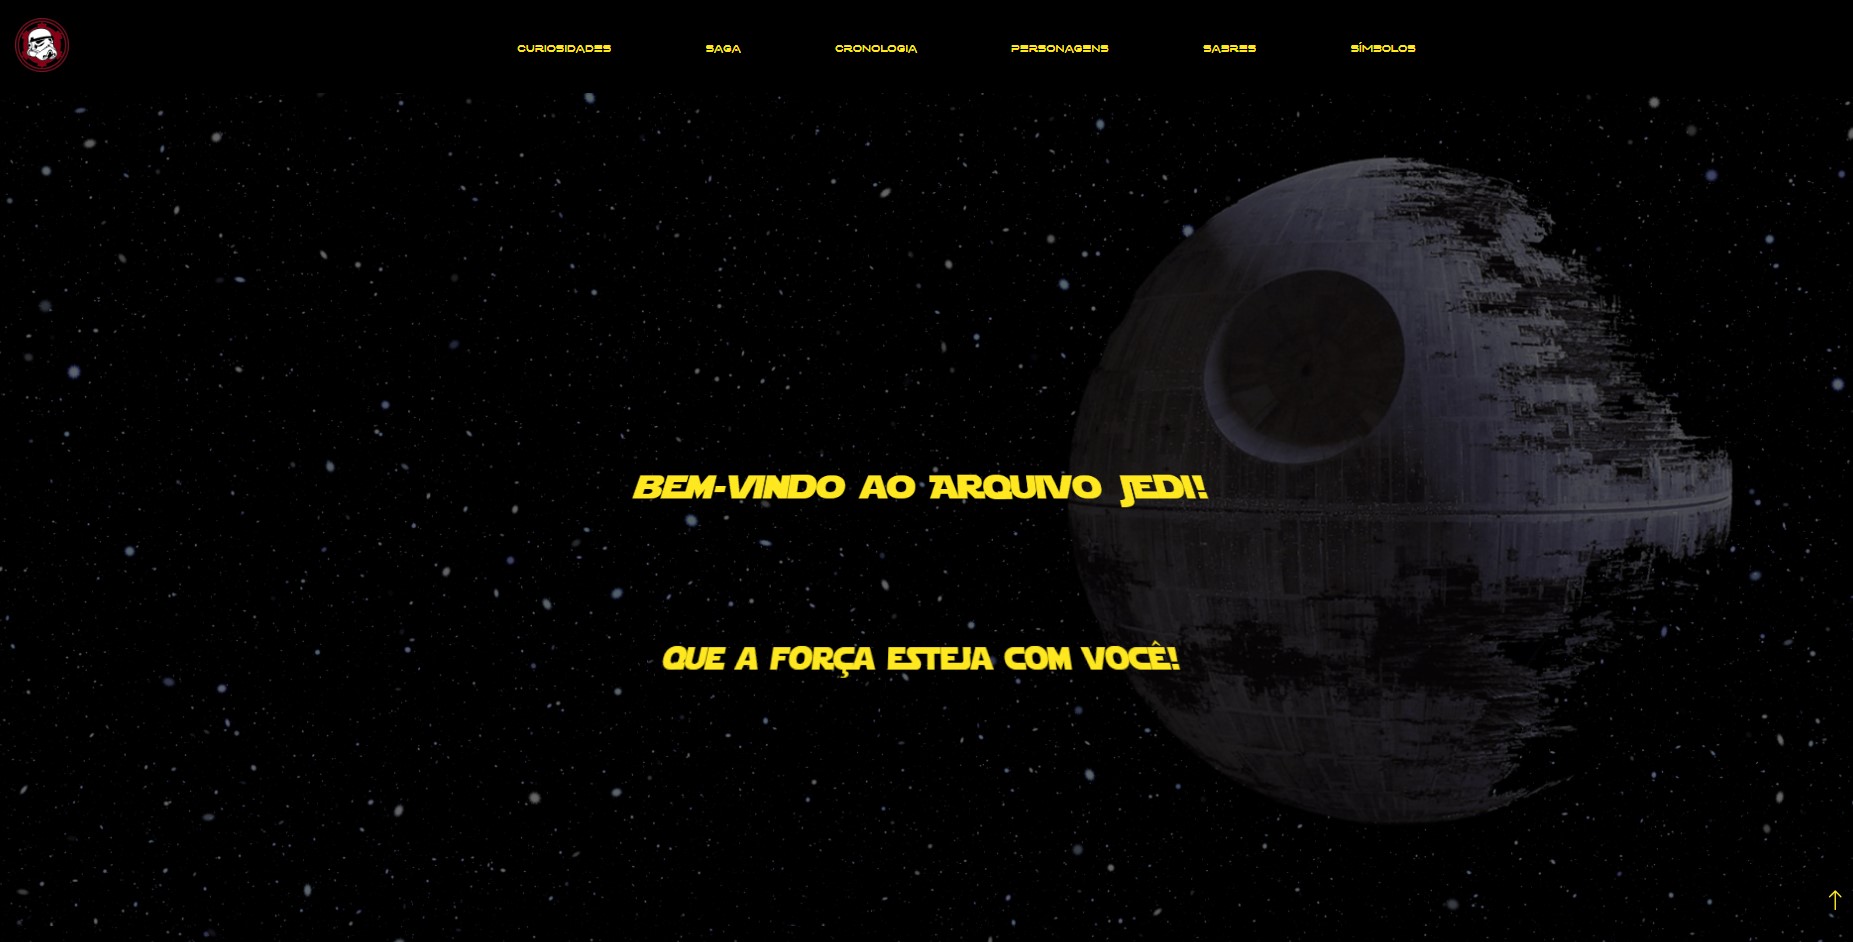 CURIOSIDADES SAGA CRONOLOGIA PERSONAGENS SABRES SÍMBOLOS
BEM-VINDO AO ARQUIVO JEDI!
QUE A FORÇA ESTEJA COM VOCÊ!